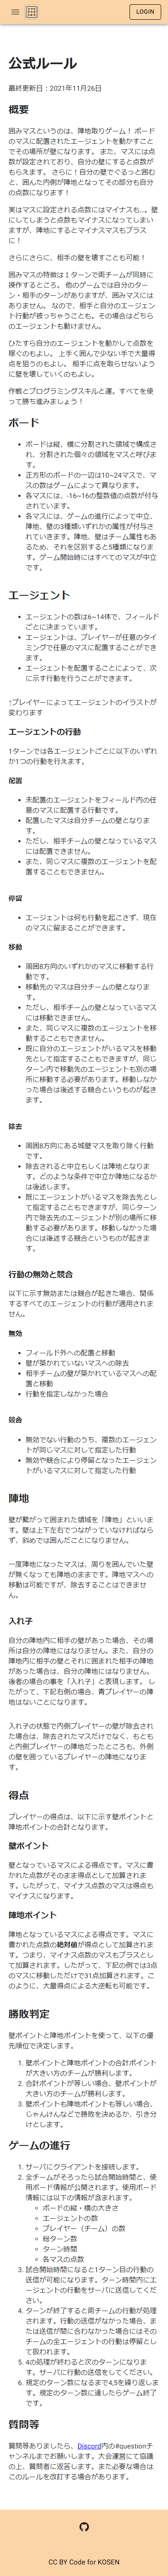 LOGIN
公式ルール
最終更新日：2021年11月26日
概要
囲みマスというのは、陣地取りゲーム！ ボード
のマスに配置されたエージェントを動かすこと
でその場所が壁になります。 また、マスには点
数が設定されており、自分の壁にすると点数が
もらえます。 さらに！自分の壁でぐるっと囲む
と、囲んだ内側が陣地となってその部分も自分
の点数になります！
実はマスに設定される点数にはマイナスも…。壁
にしてしまうと点数もマイナスになってしまい
ますが、陣地にするとマイナスマスもプラス
に！
さらにさらに、相手の壁を壊すことも可能！
囲みマスの特徴は１ターンで両チームが同時に
操作するところ。 他のゲームでは自分のター
ン・相手のターンがありますが、囲みマスには
ありません。 なので、相手と自分のエージェン
ト行動が被っちゃうことも。その場合はどちら
のエージェントも動けません。
ひたすら自分のエージェントを動かして点数を
稼ぐのもよし。 上手く囲んで少ない手で大量得
点を狙うのもよし。 相手に点を取らせないよう
に壁を壊していくのもよし。
作戦とプログラミングスキルと運。すべてを使
って勝ち進みましょう！
ボード
ボードは縦、横に分割された領域で構成さ
れ、分割された個々の領域をマスと呼びま
す。
正方形のボードの一辺は10~24マスで、マ
スの数はゲームによって異なります。
各マスには、-16~16の整数値の点数が付与
されています。
各マスには、ゲームの進行によって中立、
陣地、壁の3種類いずれかの属性が付与さ
れていきます。陣地、壁はチーム属性もあ
るため、それを区別すると5種類になりま
す。ゲーム開始時にはすべてのマスが中立
です。
エージェント
エージェントの数は6~14体で、フィールド
ごとに決まっています。
エージェントは、プレイヤーが任意のタイ
ミングで任意のマスに配置することができ
ます。
エージェントを配置することによって、次
に示す行動を行うことができます。
↑プレイヤーによってエージェントのイラストが
変わります
エージェントの行動
1ターンでは各エージェントごとに以下のいずれ
か1つの行動を行えます。
配置
未配置のエージェントをフィールド内の任
意のマスに配置する行動です。
配置したマスは自分チームの壁となりま
す。
ただし、相手チームの壁となっているマス
には配置できません。
また、同じマスに複数のエージェントを配
置することもできません。
停留
エージェントは何も行動を起こさず、現在
のマスに留まることができます。
移動
周囲8方向のいずれかのマスに移動する行
動です。
移動先のマスは自分チームの壁となりま
す。
ただし、相手チームの壁となっているマス
には移動できません。
また、同じマスに複数のエージェントを移
動することもできません。
既に自分のエージェントがいるマスを移動
先として指定することもできますが、同じ
ターン内で移動先のエージェントも別の場
所に移動する必要があります。移動しなかっ
た場合は後述する競合というものが起き
ます。
除去
周囲8方向にある城壁マスを取り除く行動
です。
除去されると中立もしくは陣地となりま
す。どのような条件で中立か陣地になるか
は後述します。
既にエージェントがいるマスを除去先とし
て指定することもできますが、同じターン
内で除去先のエージェントが別の場所に移
動する必要があります。移動しなかった場
合には後述する競合というものが起きま
す。
行動の無効と競合
以下に示す無効または競合が起きた場合、関係
するすべてのエージェントの行動が適用されま
せん。
無効
フィールド外への配置と移動
壁が築かれていないマスへの除去
相手チームの壁が築かれているマスへの配
置と移動
行動を指定しなかった場合
競合
無効でない行動のうち、複数のエージェン
トが同じマスに対して指定した行動
無効や競合により停留となったエージェン
トがいるマスに対して指定した行動
陣地
壁が繋がって囲まれた領域を「陣地」といいま
す。壁は上下左右でつながっていなければなら
ず、斜めでは囲んだことになりません。
一度陣地になったマスは、周りを囲んでいた壁
が無くなっても陣地のままです。陣地マスへの
移動は可能ですが、除去することはできませ
ん。
入れ子
自分の陣地内に相手の壁があった場合、その場
所は自分の陣地にはなりません。また、自分の
陣地内に相手の壁とそれに囲まれた相手の陣地
があった場合は、自分の陣地にはなりません。
後者の場合の事を「入れ子」と表現します。 し
たがって、下記右側の場合、青プレイヤーの陣
地はないことになります。
入れ子の状態で内側プレイヤーの壁が除去され
た場合は、除去されたマスだけでなく、もとも
と内側プレイヤーの陣地だったところも、外側
の壁を囲っているプレイヤーの陣地になりま
す。
得点
プレイヤーの得点は、以下に示す壁ポイントと
陣地ポイントの合計となります。
壁ポイント
壁となっているマスによる得点です。マスに書
かれた点数がそのまま得点として加算されま
す。したがって、マイナス点数のマスは得点も
マイナスになります。
陣地ポイント
陣地となっているマスによる得点です。マスに
書かれた点数の絶対値が得点として加算されま
す。つまり、マイナス点数のマスもプラスとし
て加算されます。したがって、下記の例では3点
のマスに移動しただけで31点加算されます。こ
のように、大量得点による大逆転も可能です。
勝敗判定
壁ポイントと陣地ポイントを使って、以下の優
先順位で決定します。
1. 壁ポイントと陣地ポイントの合計ポイント
が大きい方のチームが勝利します。
2. 合計ポイントが等しい場合、壁ポイントが
大きい方のチームが勝利します。
3. 壁ポイントも陣地ポイントも等しい場合、
じゃんけんなどで勝敗を決めるか、引き分
けとします。
ゲームの進行
1. サーバにクライアントを接続します。
2. 全チームがそろったら試合開始時間と、使
用ボード情報が公開されます。使用ボード
情報には以下の情報が含まれます。
ボードの縦・横の大きさ
エージェントの数
プレイヤー（チーム）の数
総ターン数
ターン時間
各マスの点数
3. 試合開始時間になると1ターン目の行動の
送信が可能になります。ターン時間内にエ
ージェントの行動をサーバに送信してくださ
い。
4. ターンが終了すると両チームの行動が処理
されます。行動の送信がなかった場合、ま
たは送信が間に合わなかった場合にはその
チームの全エージェントの行動は停留とし
て扱われます。
5. 4の処理が終わると次のターンになりま
す。サーバに行動の送信をしてください。
6. 規定のターン数になるまで4,5を繰り返しま
す。規定のターン数に達したらゲーム終了
です。
質問等
質問等ありましたら、Discord内の#questionチ
ャンネルまでお願いします。大会運営にて協議
の上、質問者に返答します。また必要な場合は
このルールを改訂する場合があります。
CC BY Code for KOSEN